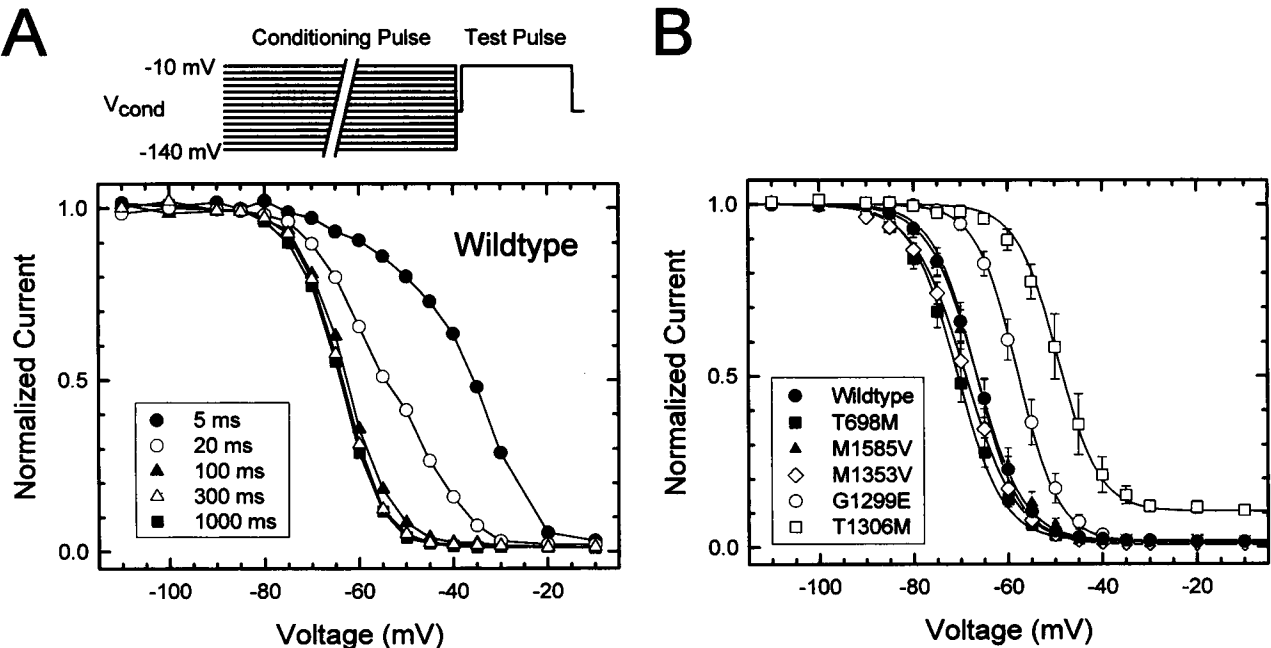 A
Conditioning Pulse Test Pulse
-10 mV
Vcond
-140 mV
Wildtype
Normalized Current
1.0
0.5
0.0
5 ms
20 ms
100 ms
300 ms
1000 ms
-100 -80 -60 -40 -20
Voltage (mV)
B
Normalized Current
1.0
0.5
0.0
Wildtype
T698M
M1585V
M1353V
G1299E
T1306M
-100 -80 -60 -40 -20
Voltage (mV)